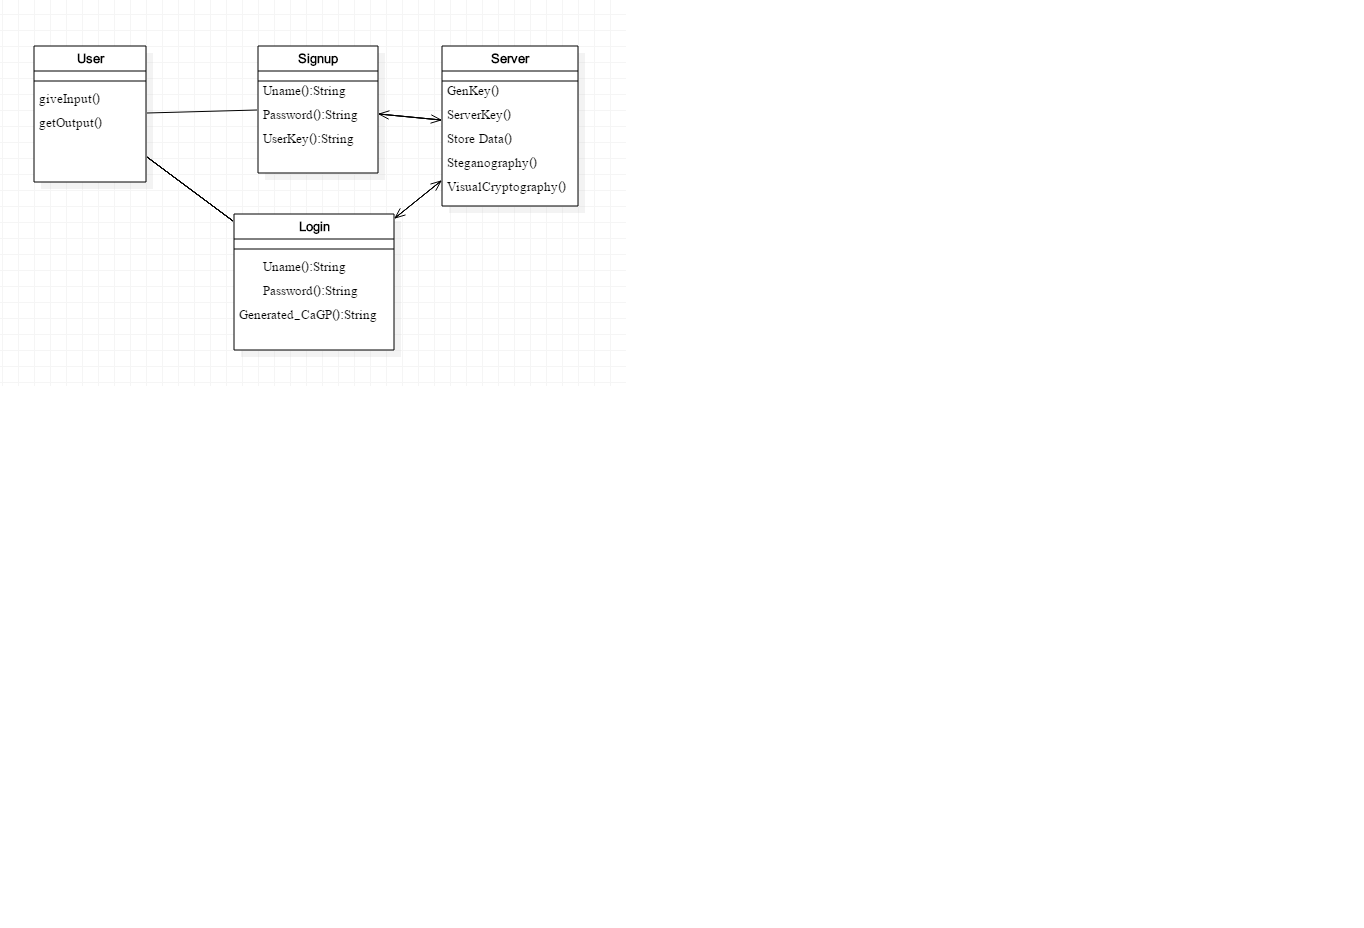 User
giveInput()
getOutput()
Signup
Uname():String
Password():String
UserKey():String
Server
GenKey()
ServerKey()
Store Data()
Steganography()
VisualCryptography()
Login
Uname():String
Password():String
Generated_CaGP():String